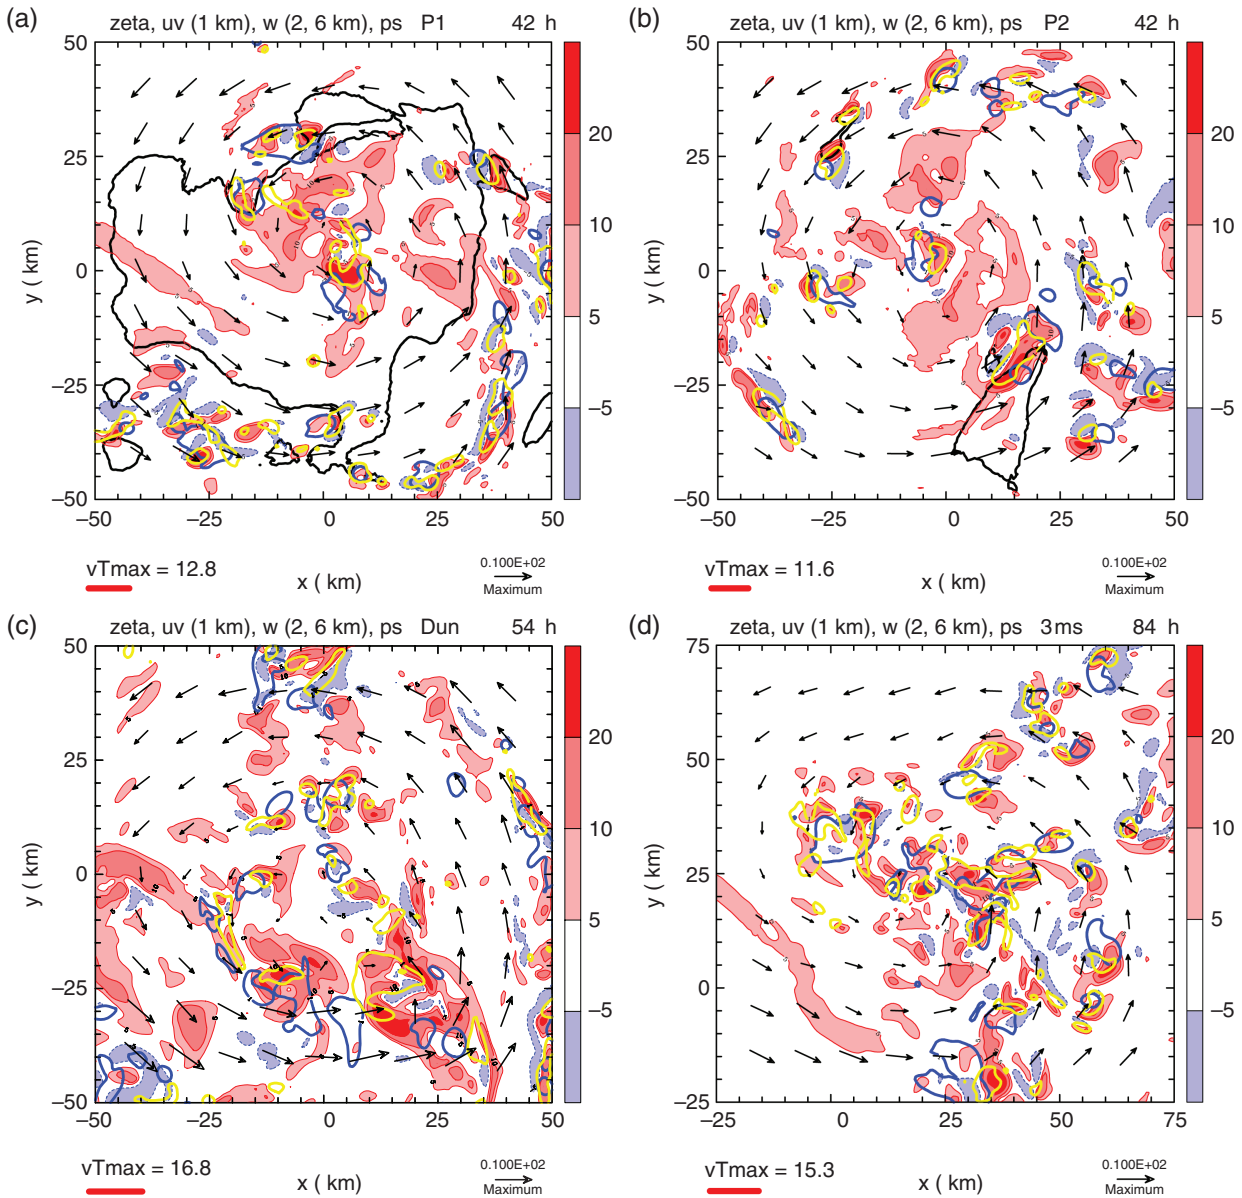 (a) zeta, uv (1 km), w (2, 6 km), ps P1 42 h
50
25
0
−25
−50
y ( km)
−50 −25 0 25 50
20
10
5
−5
vTmax = 12.8
x ( km)
0.100E+02
Maximum
(b) zeta, uv (1 km), w (2, 6 km), ps P2 42 h
50
25
0
−25
−50
y ( km)
−50 −25 0 25 50
20
10
5
−5
vTmax = 11.6
x ( km)
0.100E+02
Maximum
(c) zeta, uv (1 km), w (2, 6 km), ps Dun 54 h
50
25
0
−25
−50
y ( km)
−50 −25 0 25 50
20
10
5
−5
vTmax = 16.8
x ( km)
0.100E+02
Maximum
(d) zeta, uv (1 km), w (2, 6 km), ps 3ms 84 h
75
50
25
0
−25
y ( km)
−25 0 25 50 75
20
10
5
−5
vTmax = 15.3
x ( km)
0.100E+02
Maximum